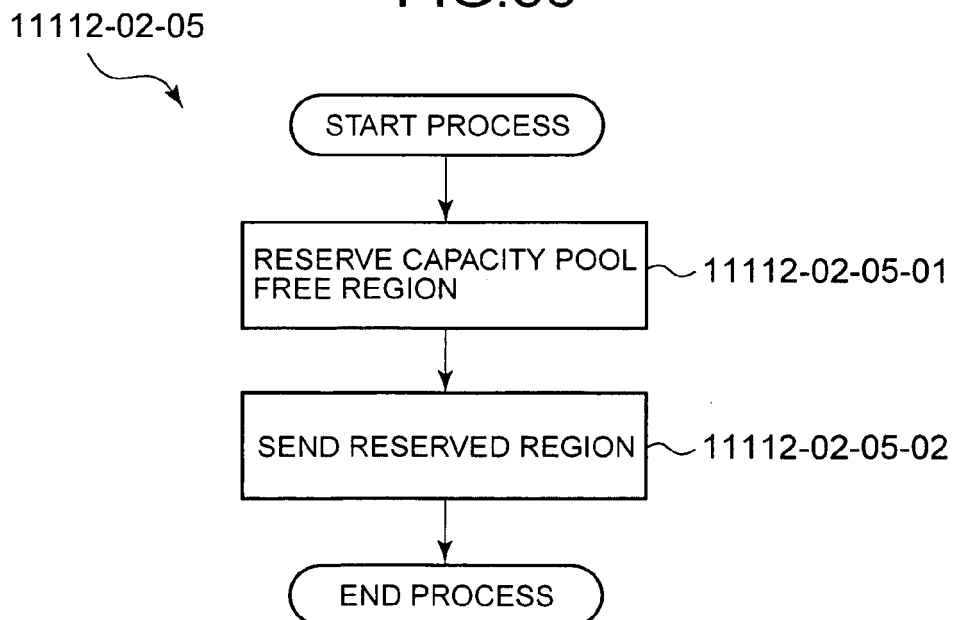 11112-02-05
START PROCESS
RESERVE CAPACITY POOL
FREE REGION
11112-02-05-01
SEND RESERVED REGION
11112-02-05-02
END PROCESS